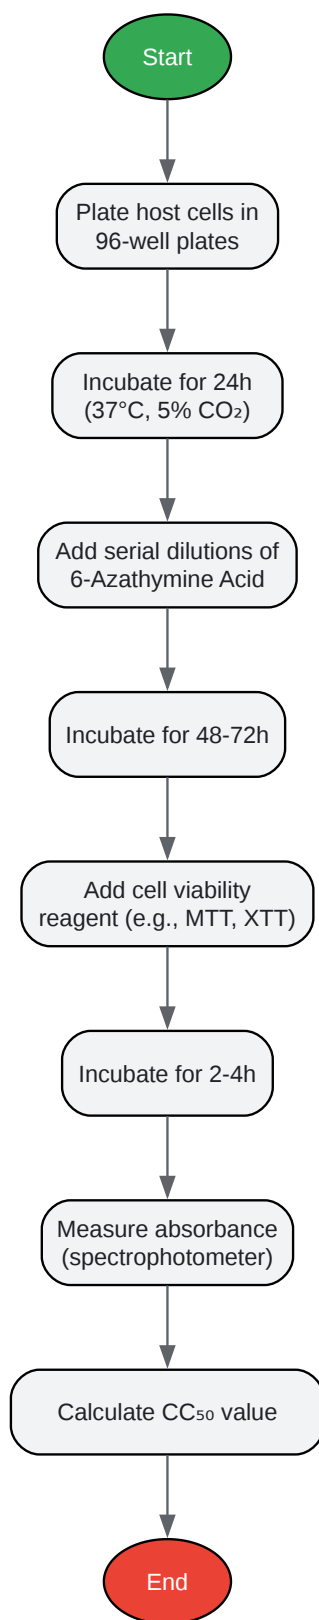 Start
Plate host cells in
96-well plates
Incubate for 24h
(37°C, 5% CO₂)
Add serial dilutions of
6-Azathymine Acid
Incubate for 48-72h
Add cell viability
reagent (e.g., MTT, XTT)
Incubate for 2-4h
Measure absorbance
(spectrophotometer)
Calculate CC₅₀ value
End